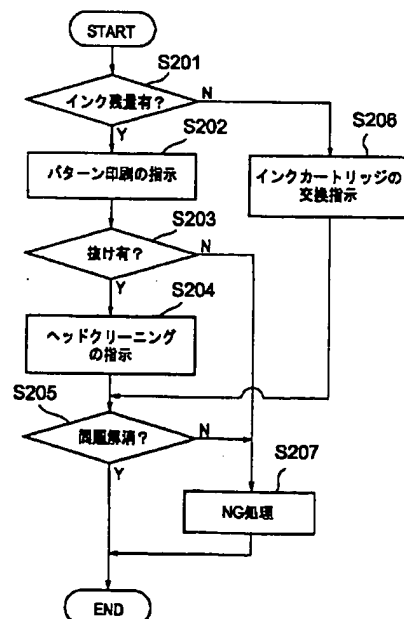 START
S201
インク残量有?
N
Y
S202
S206
パターン印刷の指示
インクカートリッジの
交換指示
S203
抜け有?
N
Y
S204
ヘッドクリーニング
の指示
S205
問題解消?
N
Y
S207
NG処理
END